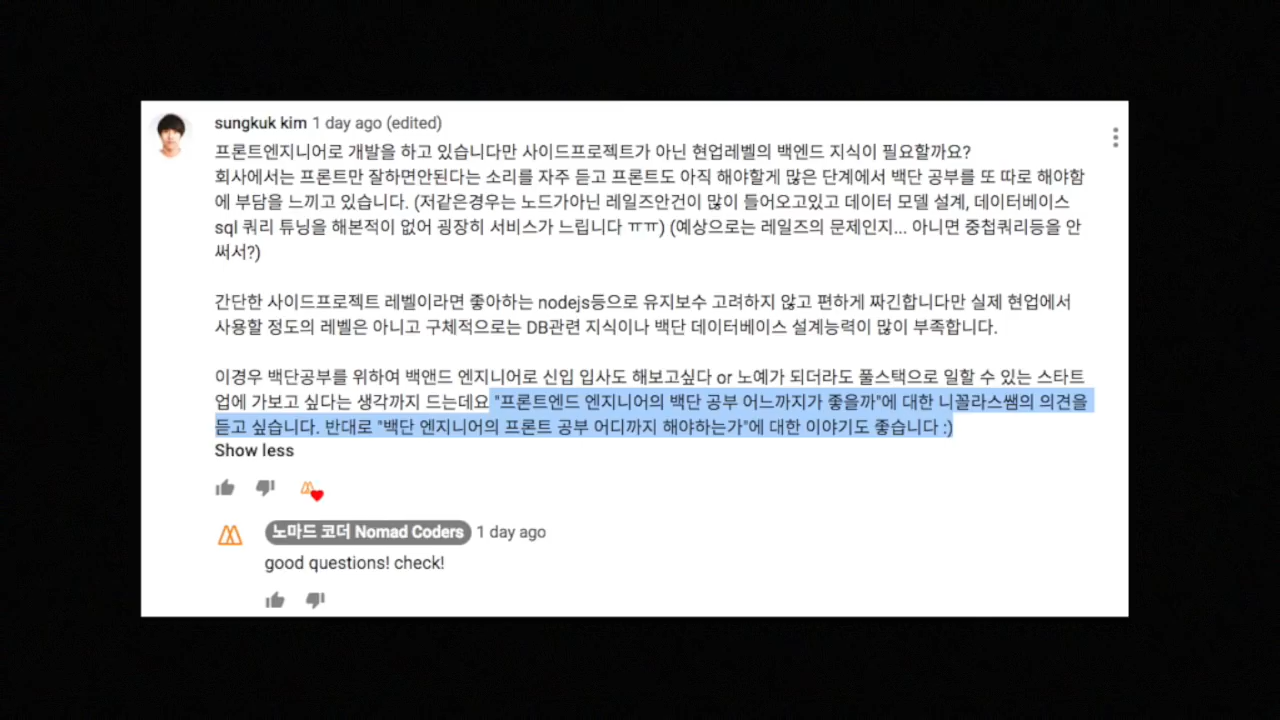 sungkuk kim 1 day ago (edited)
프론트엔지니어로 개발을 하고 있습니다만 사이드프로젝트가 아닌 현업레벨의 백엔드 지식이 필요할까요?
회사에서는 프론트만 잘하면안된다는 소리를 자주 듣고 프론트도 아직 해야할게 많은 단계에서 백단 공부를 또 따로 해야함
에 부담을 느끼고 있습니다. (저같은경우는 노드가아닌 레일즈안건이 많이 들어오고있고 데이터 모델 설계, 데이터베이스
sql 쿼리 튜닝을 해본적이 없어 굉장히 서비스가 느립니다 ㅠㅠ) (예상으로는 레일즈의 문제인지... 아니면 중첩쿼리등을 안
써서?)
간단한 사이드프로젝트 레벨이라면 좋아하는 nodejs등으로 유지보수 고려하지 않고 편하게 짜긴합니다만 실제 현업에서
사용할 정도의 레벨은 아니고 구체적으로는 DB관련 지식이나 백단 데이터베이스 설계능력이 많이 부족합니다.
이경우 백단공부를 위하여 백앤드 엔지니어로 신입 입사도 해보고싶다 or 노예가 되더라도 풀스택으로 일할 수 있는 스타트
업에 가보고 싶다는 생각까지 드는데요 "프론트엔드 엔지니어의 백단 공부 어느까지가 좋을까"에 대한 니꼴라스쌤의 의견을
듣고 싶습니다. 반대로 "백단 엔지니어의 프론트 공부 어디까지 해야하는가"에 대한 이야기도 좋습니다 :)
Show less
노마드 코더 Nomad Coders 1 day ago
good questions! check!